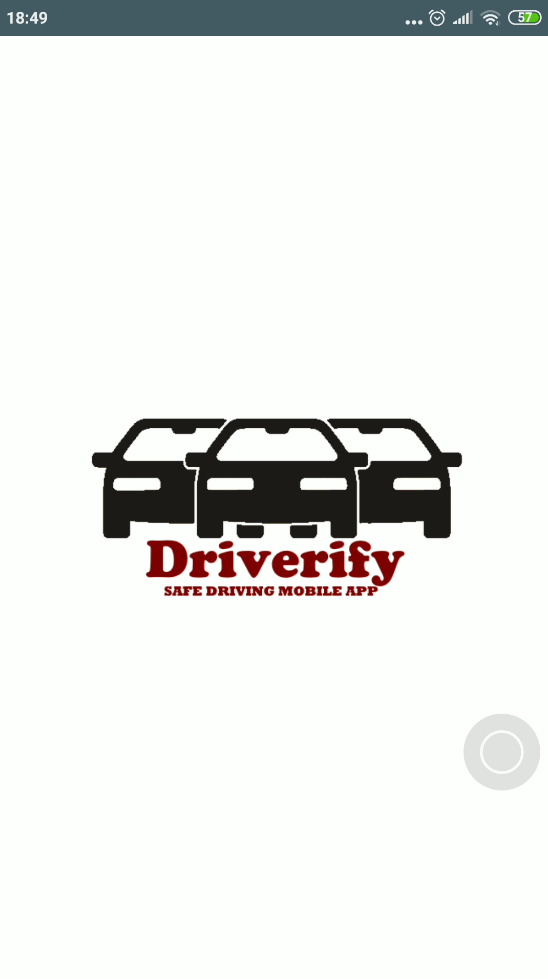 18:49
57
Driverify
SAFE DRIVING MOBILE APP